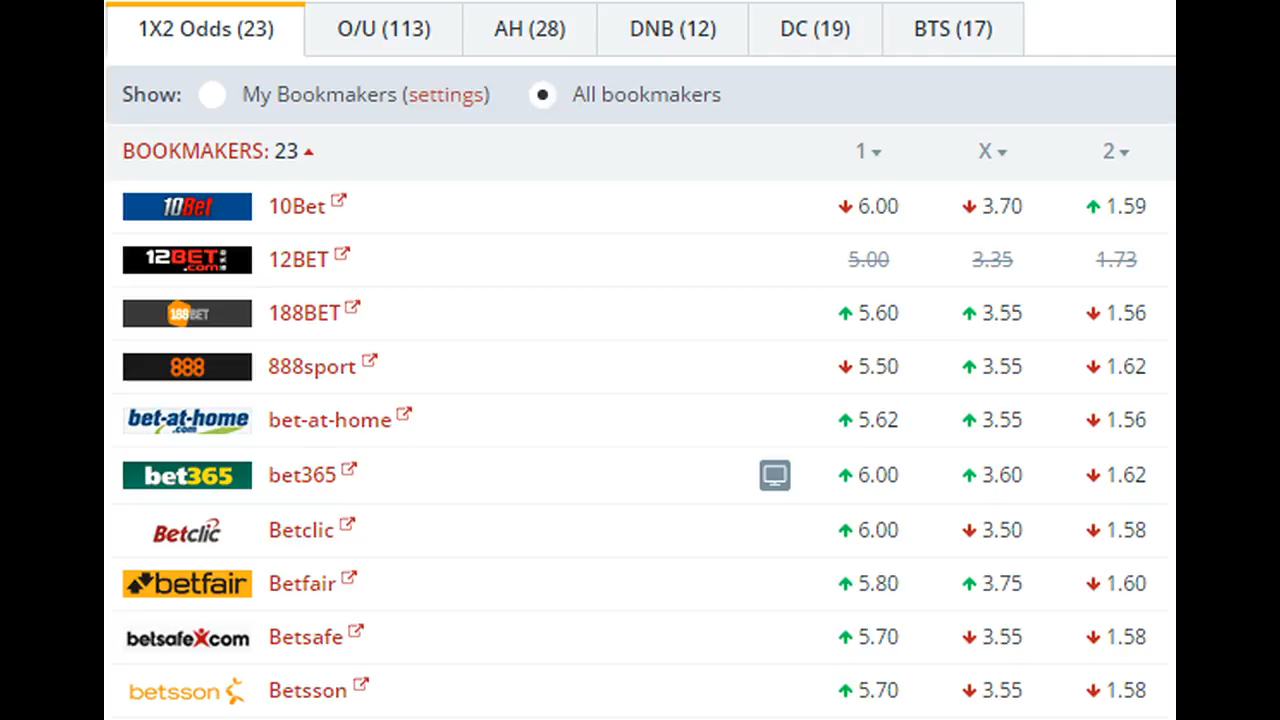 1X2 Odds (23) O/U (113) AH (28) DNB (12) DC (19) BTS (17)
Show: My Bookmakers (settings) All bookmakers
BOOKMAKERS: 23 1 X 2
10Bet 10Bet 6.00 3.70 1.59
12BET.com 12BET 5.00 3.35 1.73
188BET 188BET 5.60 3.55 1.56
888 888sport 5.50 3.55 1.62
bet-at-home.com bet-at-home 5.62 3.55 1.56
bet365 bet365 6.00 3.60 1.62
Betclic Betclic 6.00 3.50 1.58
betfair Betfair 5.80 3.75 1.60
betsafe.com Betsafe 5.70 3.55 1.58
betsson Betsson 5.70 3.55 1.58